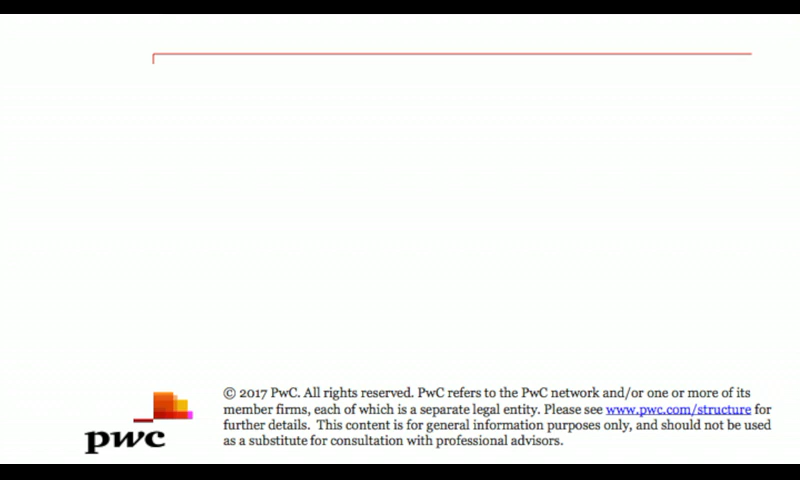 © 2017 PwC. All rights reserved. PwC refers to the PwC network and/or one or more of its
member firms, each of which is a separate legal entity. Please see www.pwc.com/structure for
further details.  This content is for general information purposes only, and should not be used
as a substitute for consultation with professional advisors.
pwc